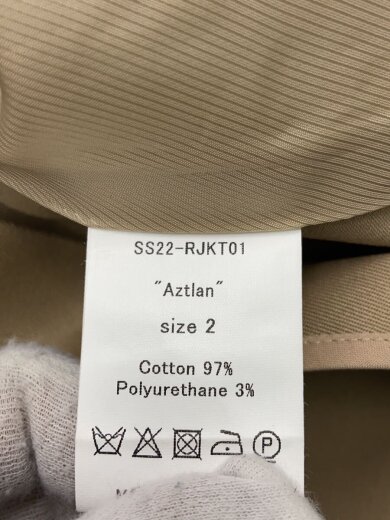 SS22-RJKT01
"Aztlan"
size 2
Cotton 97%
Polyurethane 3%
P